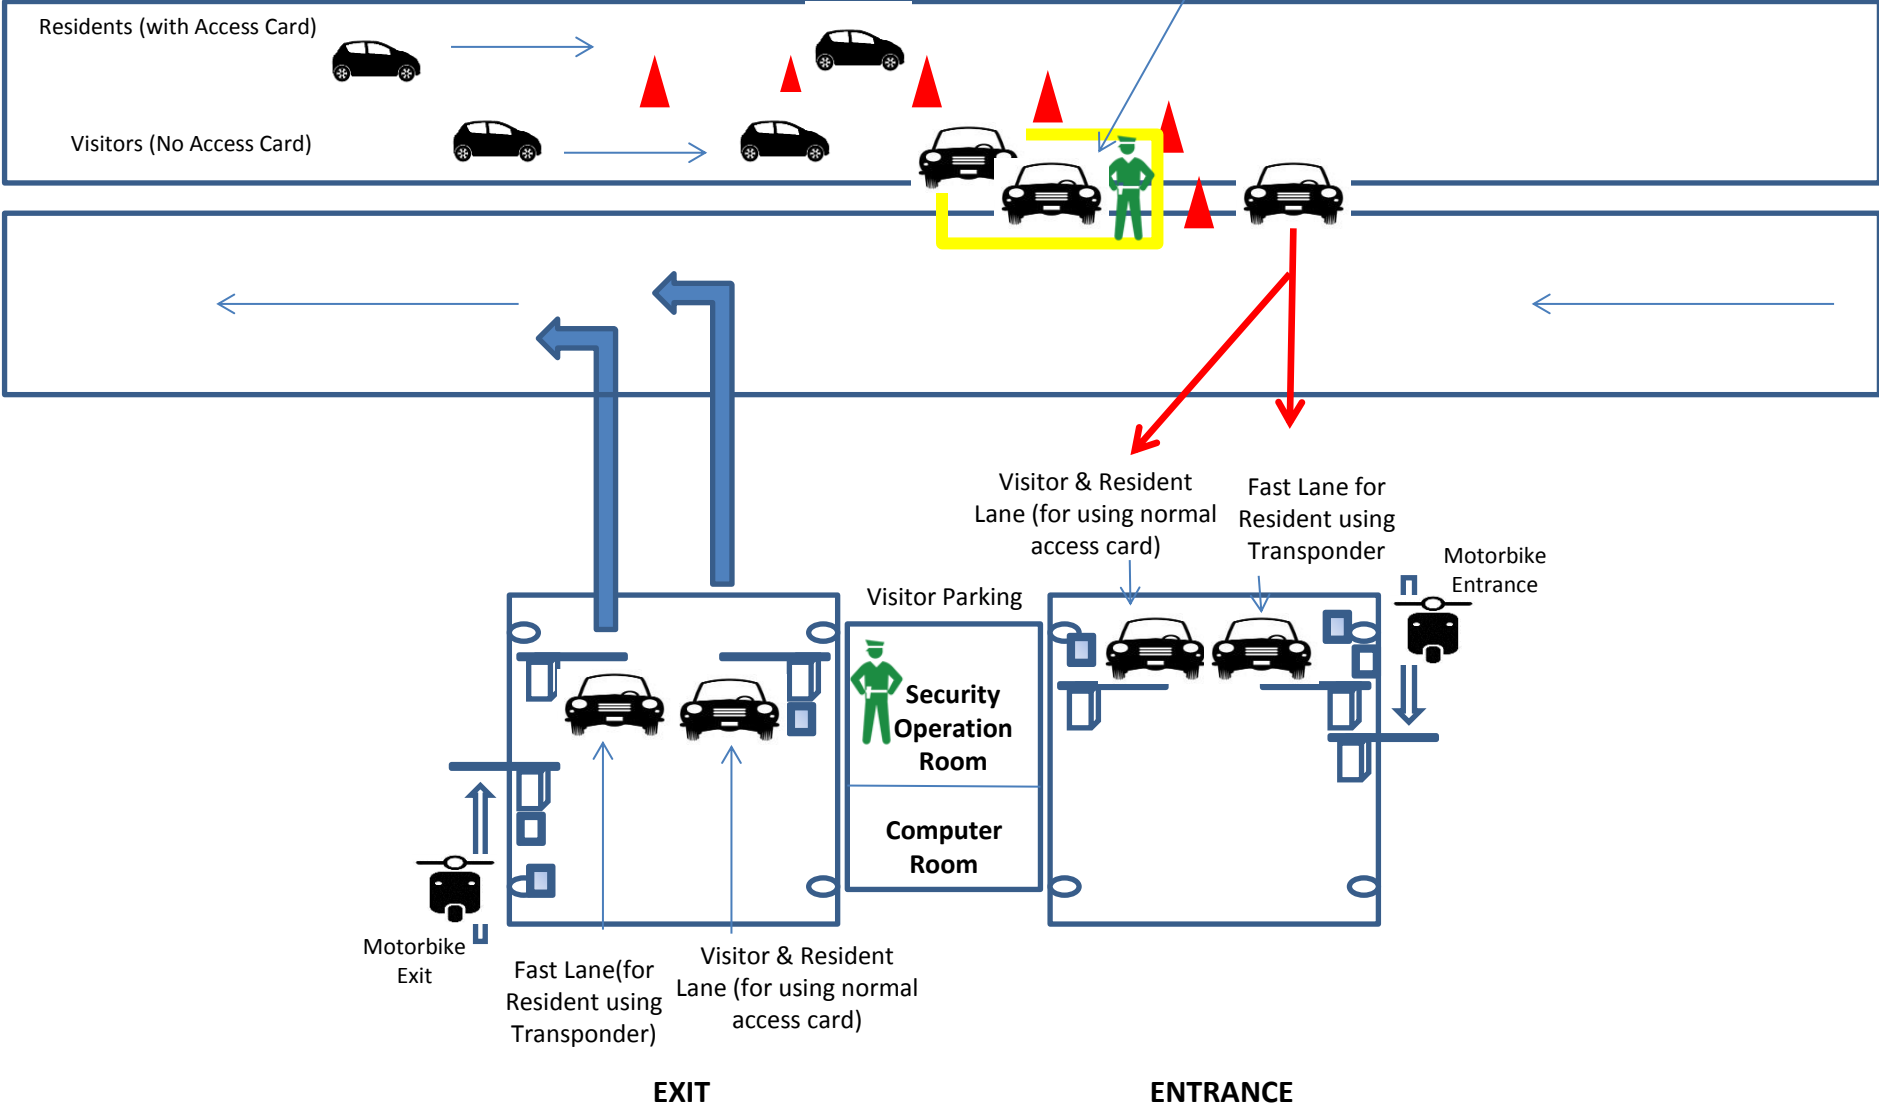 Residents (with Access Card)
Visitors (No Access Card)
Visitor & Resident
Lane (for using normal
access card)
Fast Lane for
Resident using
Transponder
Motorbike
Entrance
Visitor Parking
Security
Operation
Room
Computer
Room
Motorbike
Exit
Fast Lane(for
Resident using
Transponder)
Visitor & Resident
Lane (for using normal
access card)
EXIT
ENTRANCE